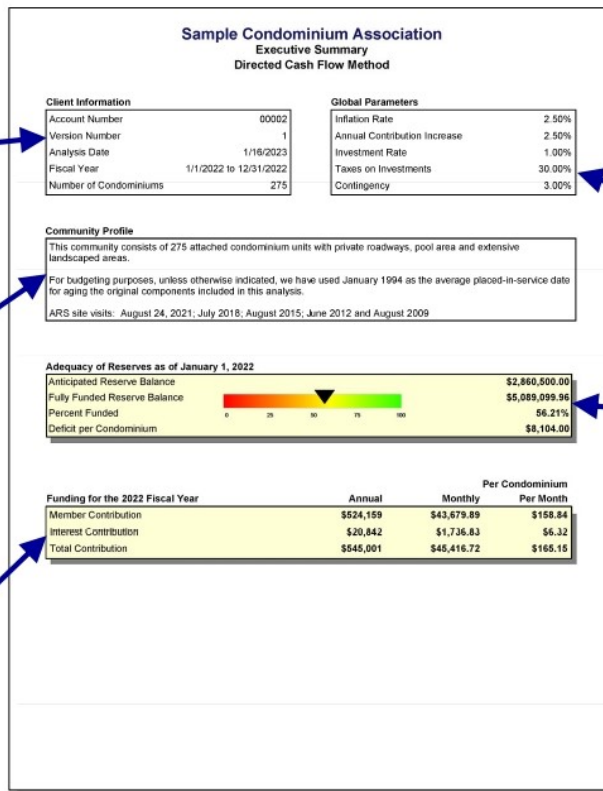 Sample Condominium Association
Executive Summary
Directed Cash Flow Method
Client Information
Account Number 00002
Version Number 1
Analysis Date 1/16/2023
Fiscal Year 1/1/2022 to 12/31/2022
Number of Condominiums 275
Global Parameters
Inflation Rate 2.50%
Annual Contribution Increase 2.50%
Investment Rate 1.00%
Taxes on Investments 30.00%
Contingency 3.00%
Community Profile
This community consists of 275 attached condominium units with private roadways, pool area and extensive
landscaped areas.
For budgeting purposes, unless otherwise indicated, we have used January 1994 as the average placed-in-service date
for aging the original components included in this analysis.
ARS site visits: August 24, 2021; July 2018; August 2015; June 2012 and August 2009
Adequacy of Reserves as of January 1, 2022
Anticipated Reserve Balance $2,860,500.00
Fully Funded Reserve Balance $5,089,099.96
Percent Funded 56.21%
0 25 50 75 100
Deficit per Condominium $8,104.00
Per Condominium
Funding for the 2022 Fiscal Year Annual Monthly Per Month
Member Contribution $524,159 $43,679.89 $158.84
Interest Contribution $20,842 $1,736.83 $6.32
Total Contribution $545,001 $45,416.72 $165.15